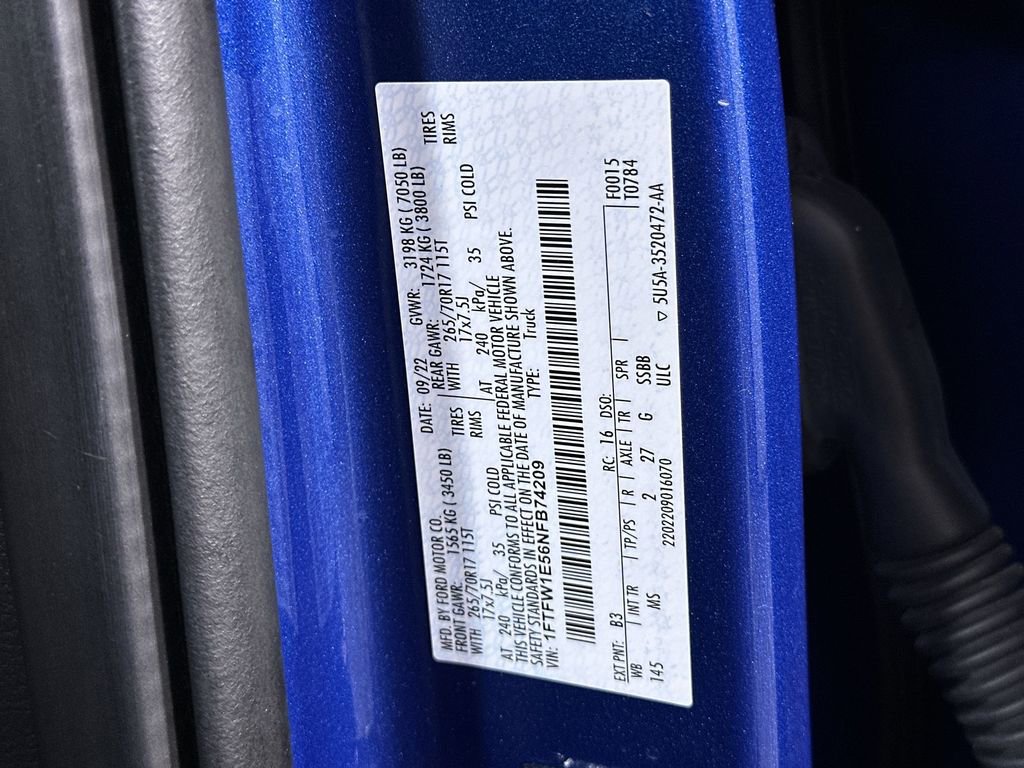 MFD. BY FORD MOTOR CO.
DATE: 09/22 GVWR: 3198 KG ( 7050 LB)
FRONT GAWR: 1565 KG (3450 LB) REAR GAWR: 1724 KG ( 3800 LB)
WITH 265/70R17 115T TIRES WITH 265/70R17 115T TIRES
17x7.5J RIMS 17x7.5J RIMS
AT 240 kPa/ 35 PSI COLD AT 240 kPa/ 35 PSI COLD
THIS VEHICLE CONFORMS TO ALL APPLICABLE FEDERAL MOTOR VEHICLE
SAFETY STANDARDS IN EFFECT ON THE DATE OF MANUFACTURE SHOWN ABOVE.
VIN: 1FTFW1E56NFB74209 TYPE: Truck
EXT PNT: B3 RC: 16 DSO: F0015
WB INT TR TP/PS R AXLE TR SPR T0784
145 MS 2 27 G SSBB
2202209016070 ULC ▽ 5U5A-3520472-AA